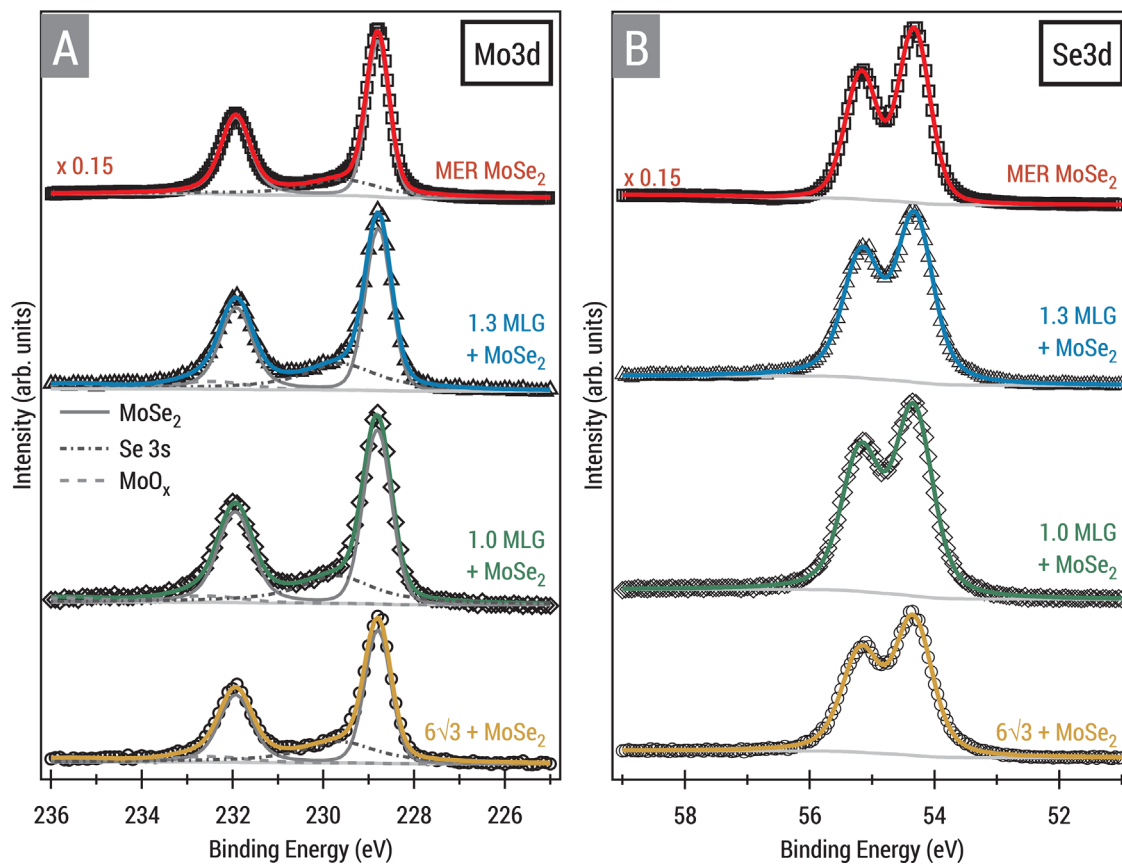 A
Mo3d
x 0.15
MER MoSe₂
1.3 MLG
+ MoSe₂
MoSe₂
Se 3s
MoOₓ
1.0 MLG
+ MoSe₂
6√3 + MoSe₂
Intensity (arb. units)
236 234 232 230 228 226
Binding Energy (eV)
B
Se3d
x 0.15
MER MoSe₂
1.3 MLG
+ MoSe₂
1.0 MLG
+ MoSe₂
6√3 + MoSe₂
Intensity (arb. units)
58 56 54 52
Binding Energy (eV)